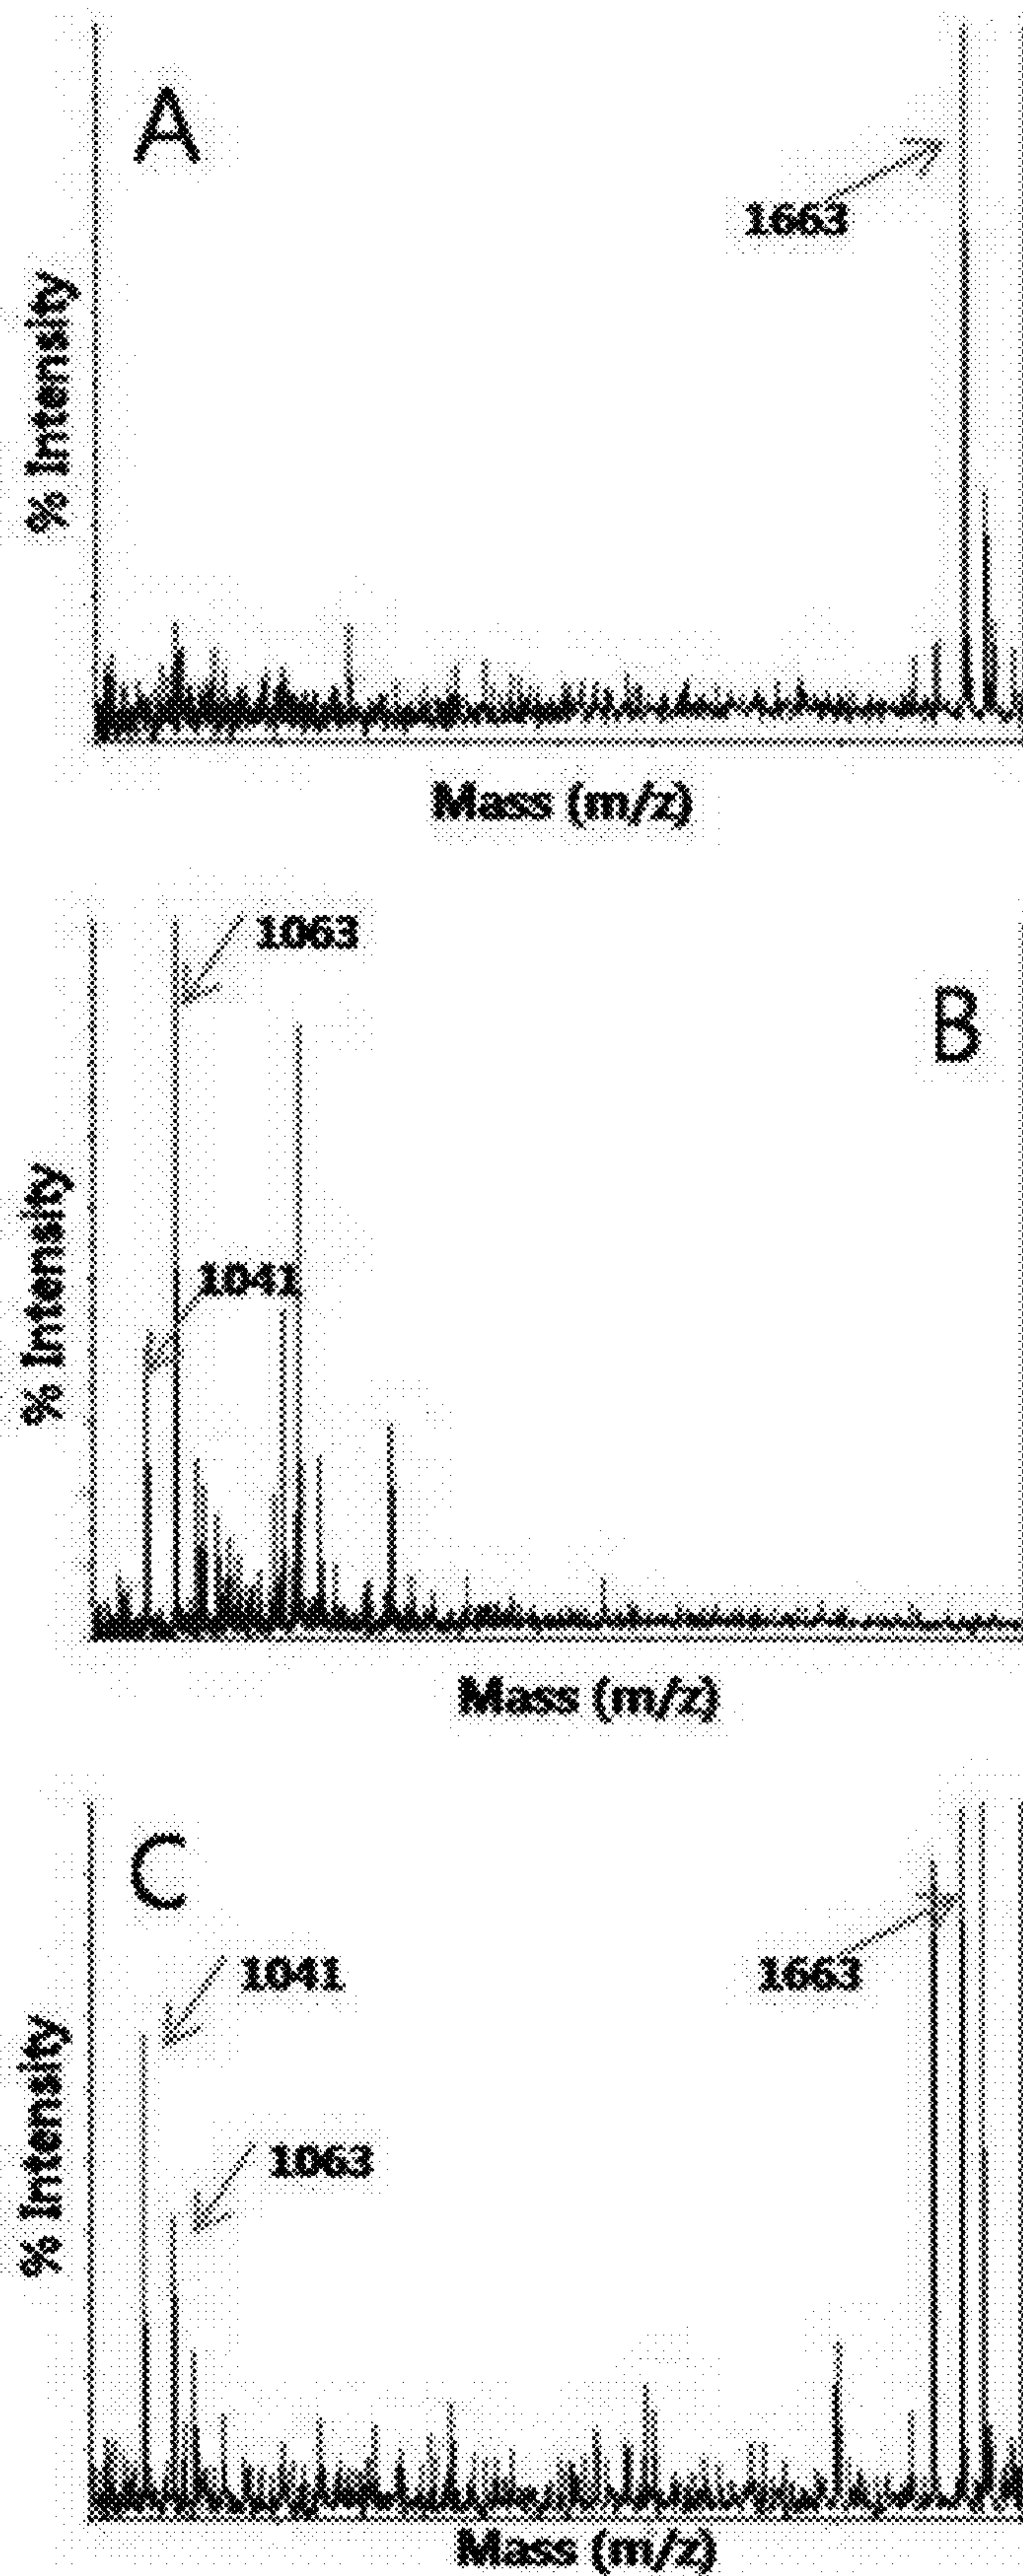 A
1663
% Intensity
Mass (m/z)
1063
B
1041
% Intensity
Mass (m/z)
C
1041
1663
1063
% Intensity
Mass (m/z)